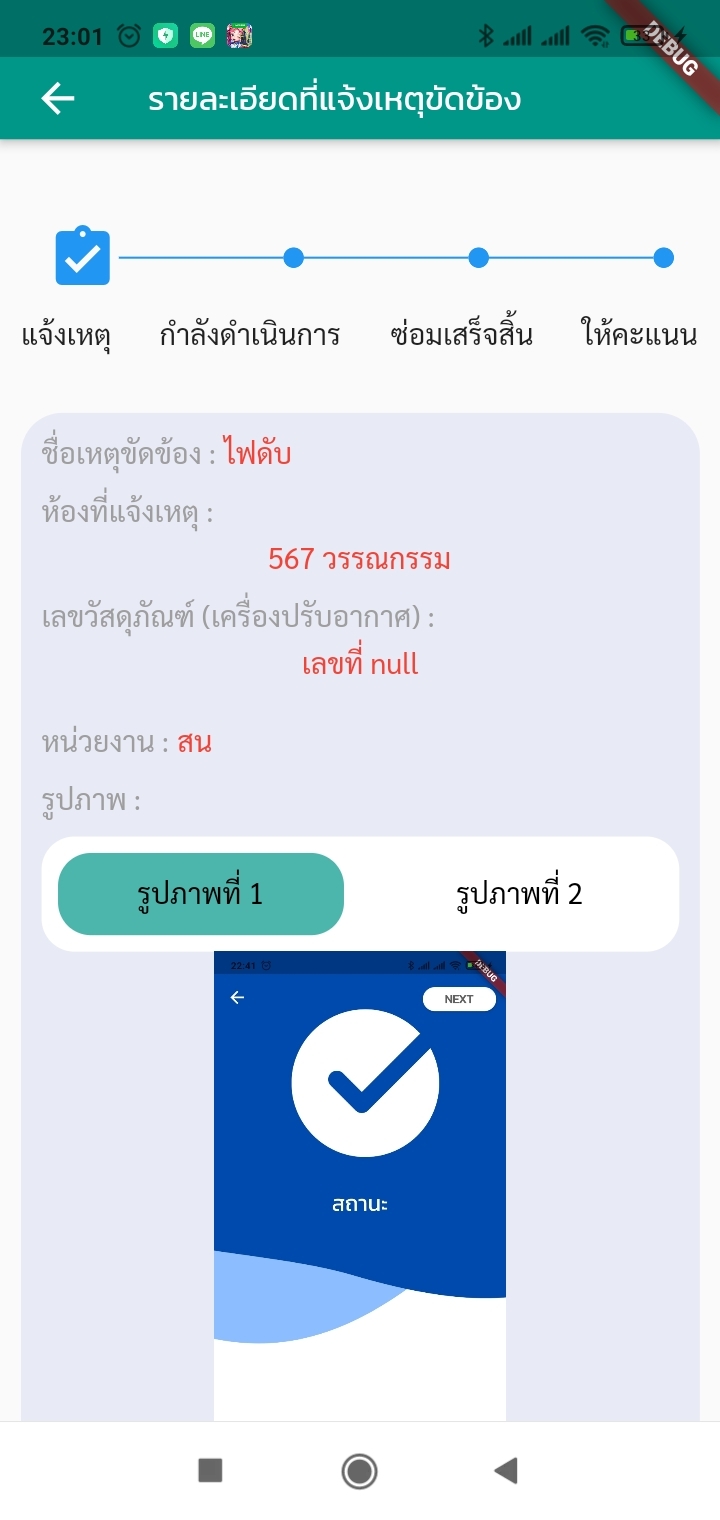 23:01 LINE
DEBUG
รายละเอียดที่แจ้งเหตุขัดข้อง
แจ้งเหตุ กำลังดำเนินการ ซ่อมเสร็จสิ้น ให้คะแนน
ชื่อเหตุขัดข้อง : ไฟดับ
ห้องที่แจ้งเหตุ :
567 วรรณกรรม
เลขวัสดุภัณฑ์ (เครื่องปรับอากาศ) :
เลขที่ null
หน่วยงาน : สน
รูปภาพ :
รูปภาพที่ 1 รูปภาพที่ 2
22:41
DEBUG
NEXT
สถานะ